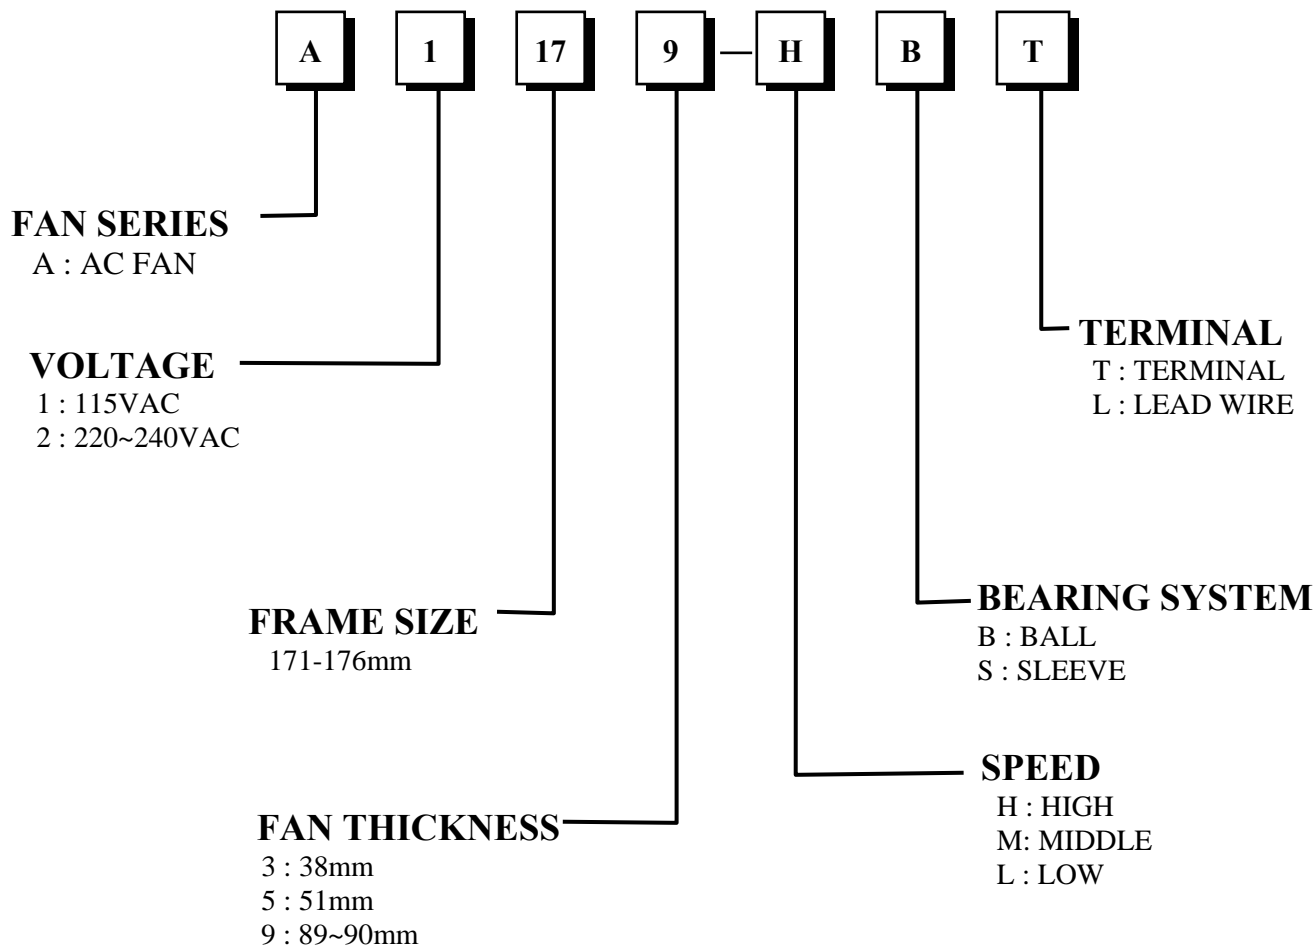 A 1 17 9 — H B T
FAN SERIES
A : AC FAN
VOLTAGE
1 : 115VAC
2 : 220~240VAC
TERMINAL
T : TERMINAL
L : LEAD WIRE
FRAME SIZE
171-176mm
BEARING SYSTEM
B : BALL
S : SLEEVE
FAN THICKNESS
3 : 38mm
5 : 51mm
9 : 89~90mm
SPEED
H : HIGH
M: MIDDLE
L : LOW